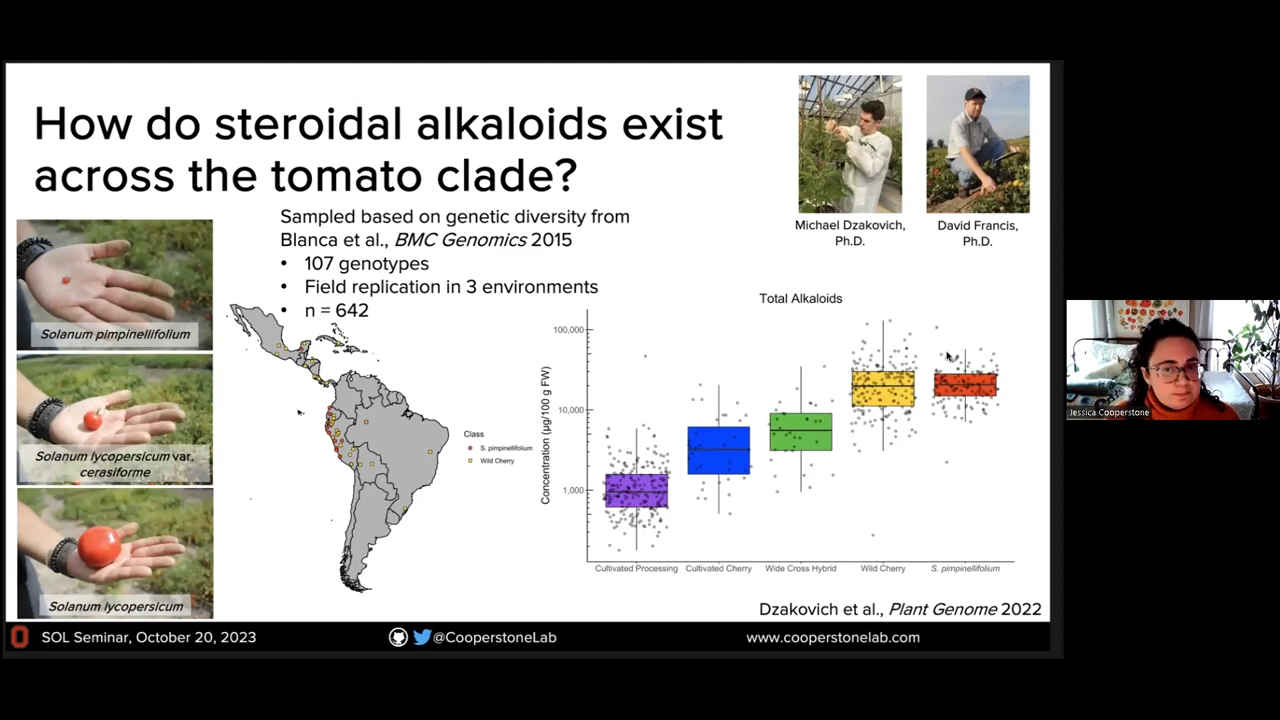 How do steroidal alkaloids exist
across the tomato clade?
Michael Dzakovich,
Ph.D.
David Francis,
Ph.D.
Sampled based on genetic diversity from
Blanca et al., BMC Genomics 2015
• 107 genotypes
• Field replication in 3 environments
• n = 642
Solanum pimpinellifolium
Solanum lycopersicum var.
cerasiforme
Solanum lycopersicum
Class
S. pimpinellifolium
Wild Cherry
Total Alkaloids
Concentration (µg/100 g FW)
100,000
10,000
1,000
Cultivated Processing
Cultivated Cherry
Wide Cross Hybrid
Wild Cherry
S. pimpinellifolium
Dzakovich et al., Plant Genome 2022
SOL Seminar, October 20, 2023
@CooperstoneLab
www.cooperstonelab.com
Jessica Cooperstone